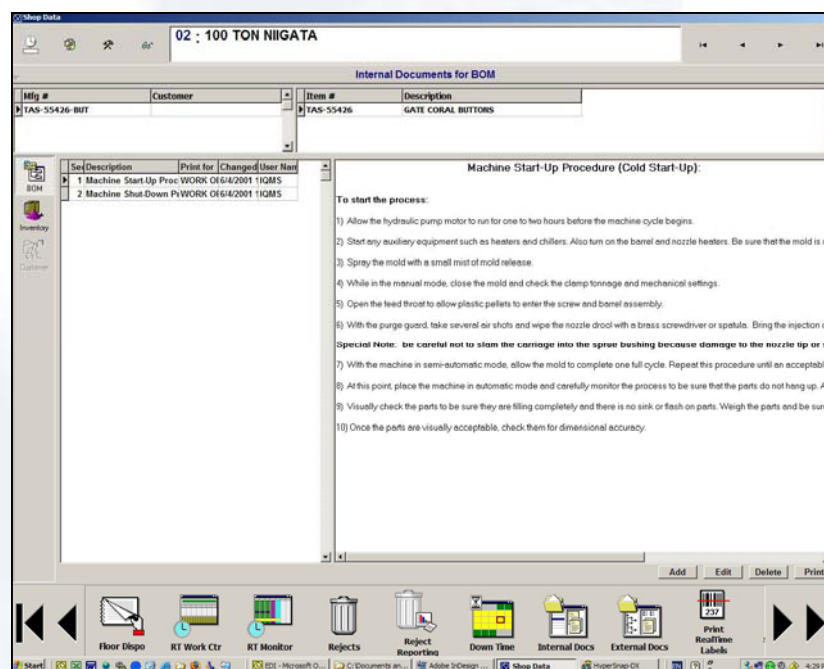 Shop Data
02 : 100 TON NIIGATA
Internal Documents for BOM
Mfg # Customer
TAS-55426-BUT
Item # Description
TAS-55426 GATE CORAL BUTTONS
BOM
Inventory
Customer
Description Print for Changed User Nam
1 Machine Start-Up Proc WORK OF 6/4/2001 1 IQMS
2 Machine Shut-Down Pr WORK OF 6/4/2001 1 IQMS
Machine Start-Up Procedure (Cold Start-Up):
To start the process:
1) Allow the hydraulic pump motor to run for one to two hours before the machine cycle begins.
2) Start any auxiliary equipment such as heaters and chillers. Also turn on the barrel and nozzle heaters. Be sure that the mold is
3) Spray the mold with a small mist of mold release.
4) While in the manual mode, close the mold and check the clamp tonnage and mechanical settings.
5) Open the feed throat to allow plastic pellets to enter the screw and barrel assembly.
6) With the purge guard, take several air shots and wipe the nozzle drool with a brass screwdriver or spatula. Bring the injection
Special Note: be careful not to slam the carriage into the sprue bushing because damage to the nozzle tip or
7) With the machine in semi-automatic mode, allow the mold to complete one full cycle. Repeat this procedure until an acceptabl
8) At this point, place the machine in automatic mode and carefully monitor the process to be sure that the parts do not hang up. A
9) Visually check the parts to be sure they are filling completely and there is no sink or flash on parts. Weigh the parts and be sure
10) Once the parts are visually acceptable, check them for dimensional accuracy.
Add Edit Delete Print
Floor Dispo
RT Work Ctr
RT Monitor
Rejects
Reject Reporting
Down Time
Internal Docs
External Docs
237
Print RealTime Labels
Start EDI - Microsoft O... C:\Documents an... Adobe InDesign ... Shop Data HyperSnap-DX